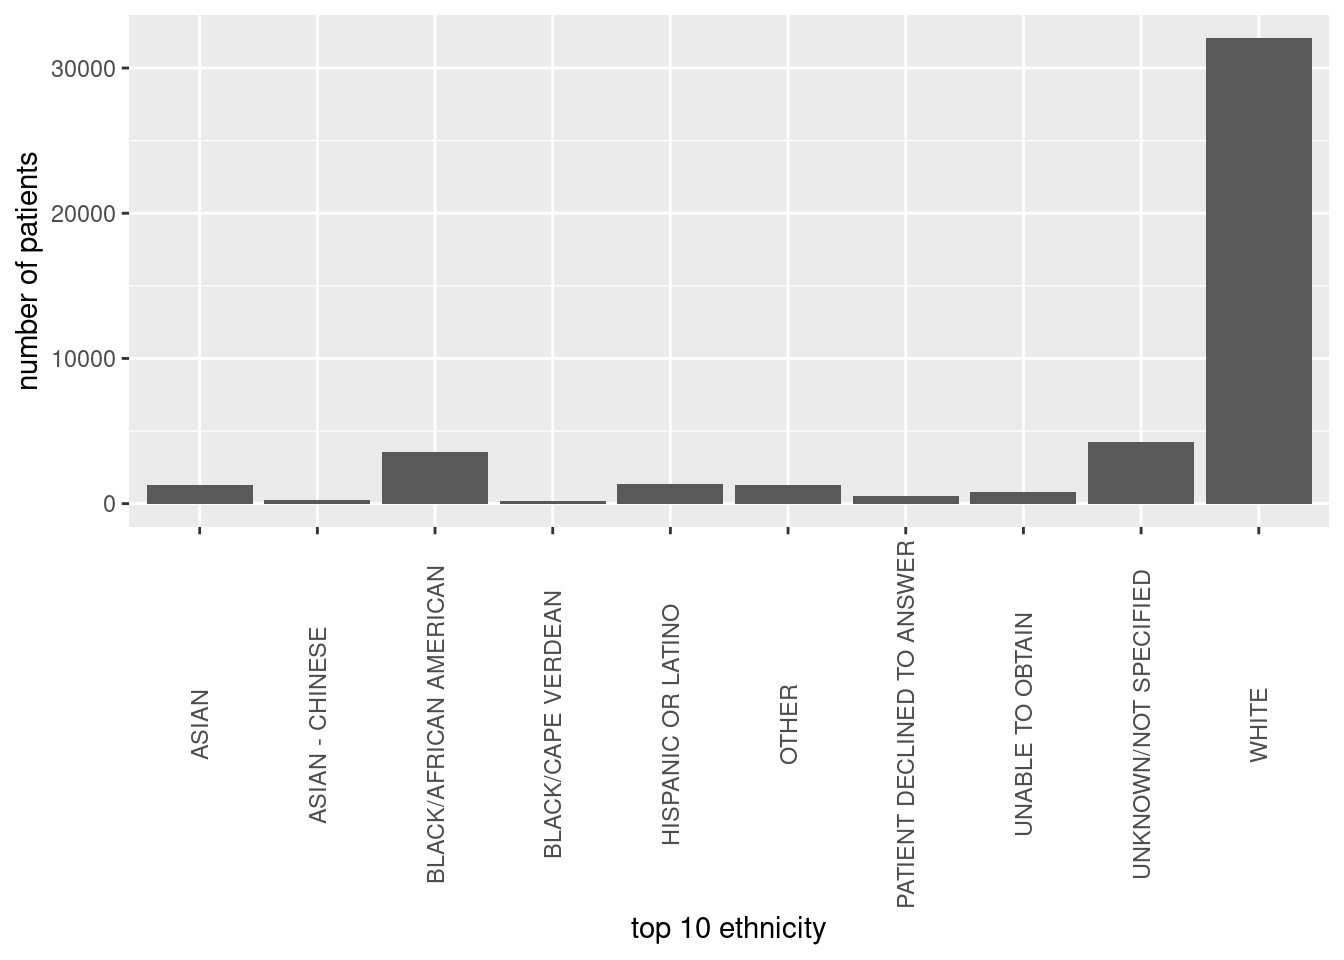 number of patients
30000
20000
10000
0
ASIAN
ASIAN - CHINESE
BLACK/AFRICAN AMERICAN
BLACK/CAPE VERDEAN
HISPANIC OR LATINO
OTHER
PATIENT DECLINED TO ANSWER
UNABLE TO OBTAIN
UNKNOWN/NOT SPECIFIED
WHITE
top 10 ethnicity